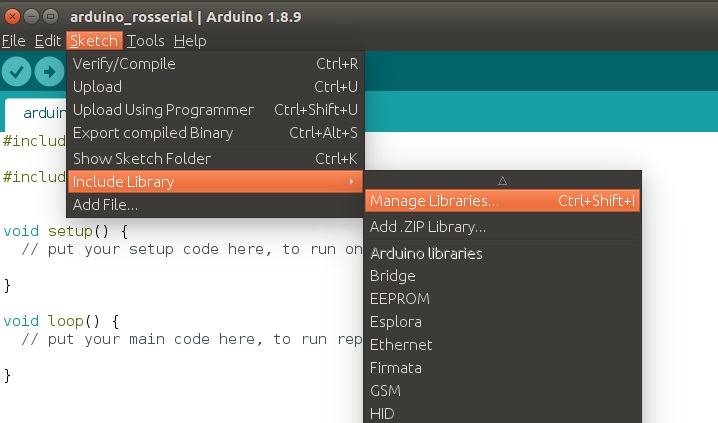 arduino_rosserial | Arduino 1.8.9
File Edit Sketch Tools Help
Verify/Compile Ctrl+R
Upload Ctrl+U
Upload Using Programmer Ctrl+Shift+U
Export compiled Binary Ctrl+Alt+S
Show Sketch Folder Ctrl+K
Include Library
Add File...
Manage Libraries... Ctrl+Shift+I
Add .ZIP Library...
Arduino libraries
Bridge
EEPROM
Esplora
Ethernet
Firmata
GSM
HID
arduin
#includ
#includ
void setup() {
// put your setup code here, to run on
}
void loop() {
// put your main code here, to run rep
}